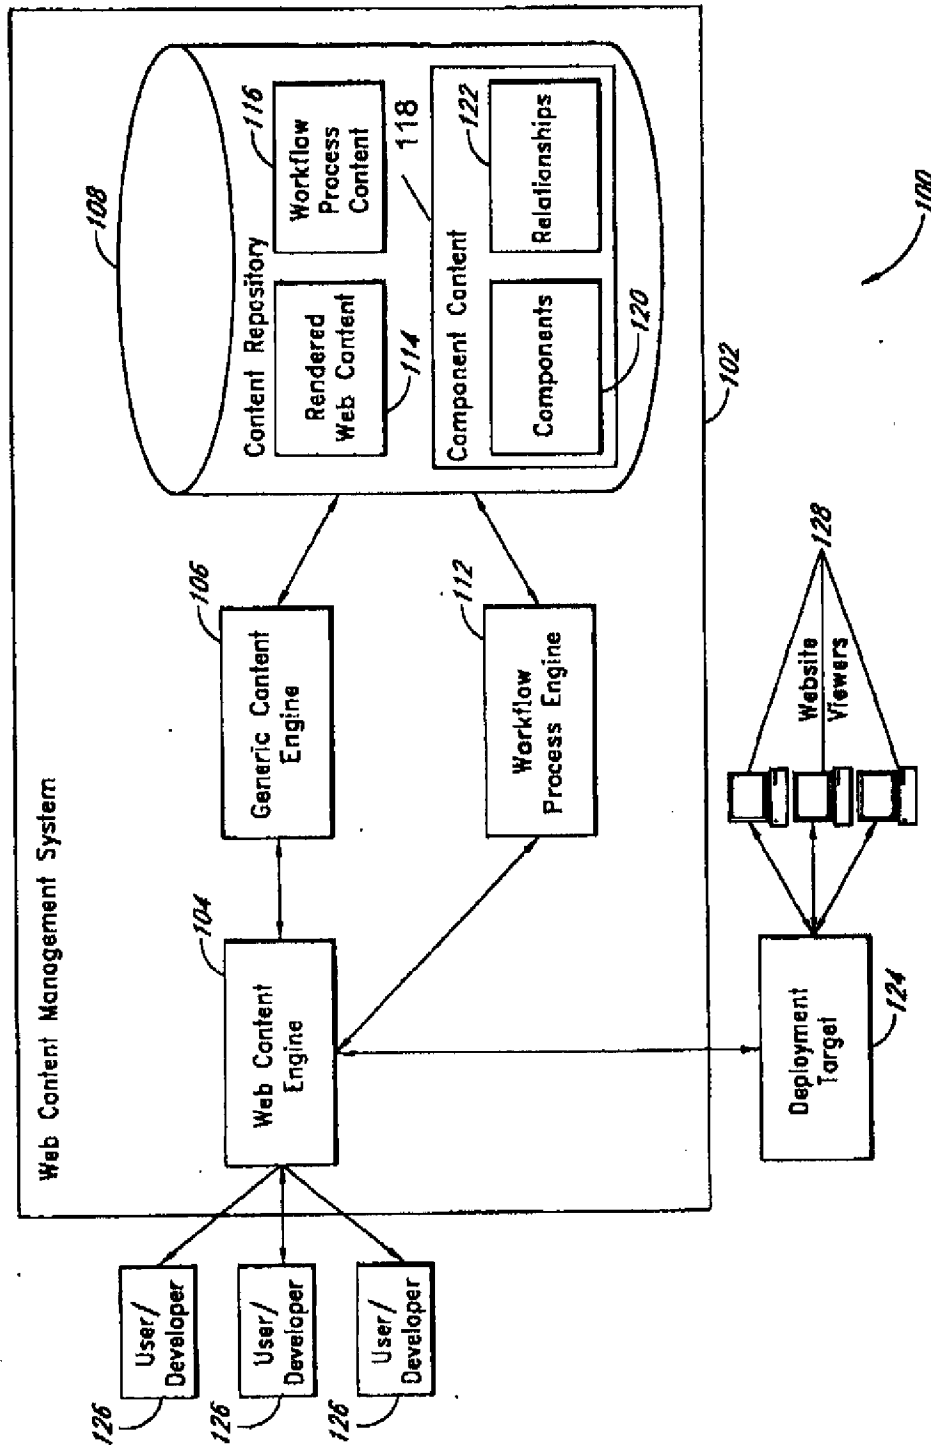 Web Content Management System
User/
Developer
126
User/
Developer
126
User/
Developer
126
104
Web Content
Engine
106
Generic Content
Engine
112
Workflow
Process Engine
108
Content Repository
Rendered
Web Content
114
Workflow
Process
Content
116
118
Component Content
Components
120
Relationships
122
102
Deployment
Target
124
Website
Viewers
128
100